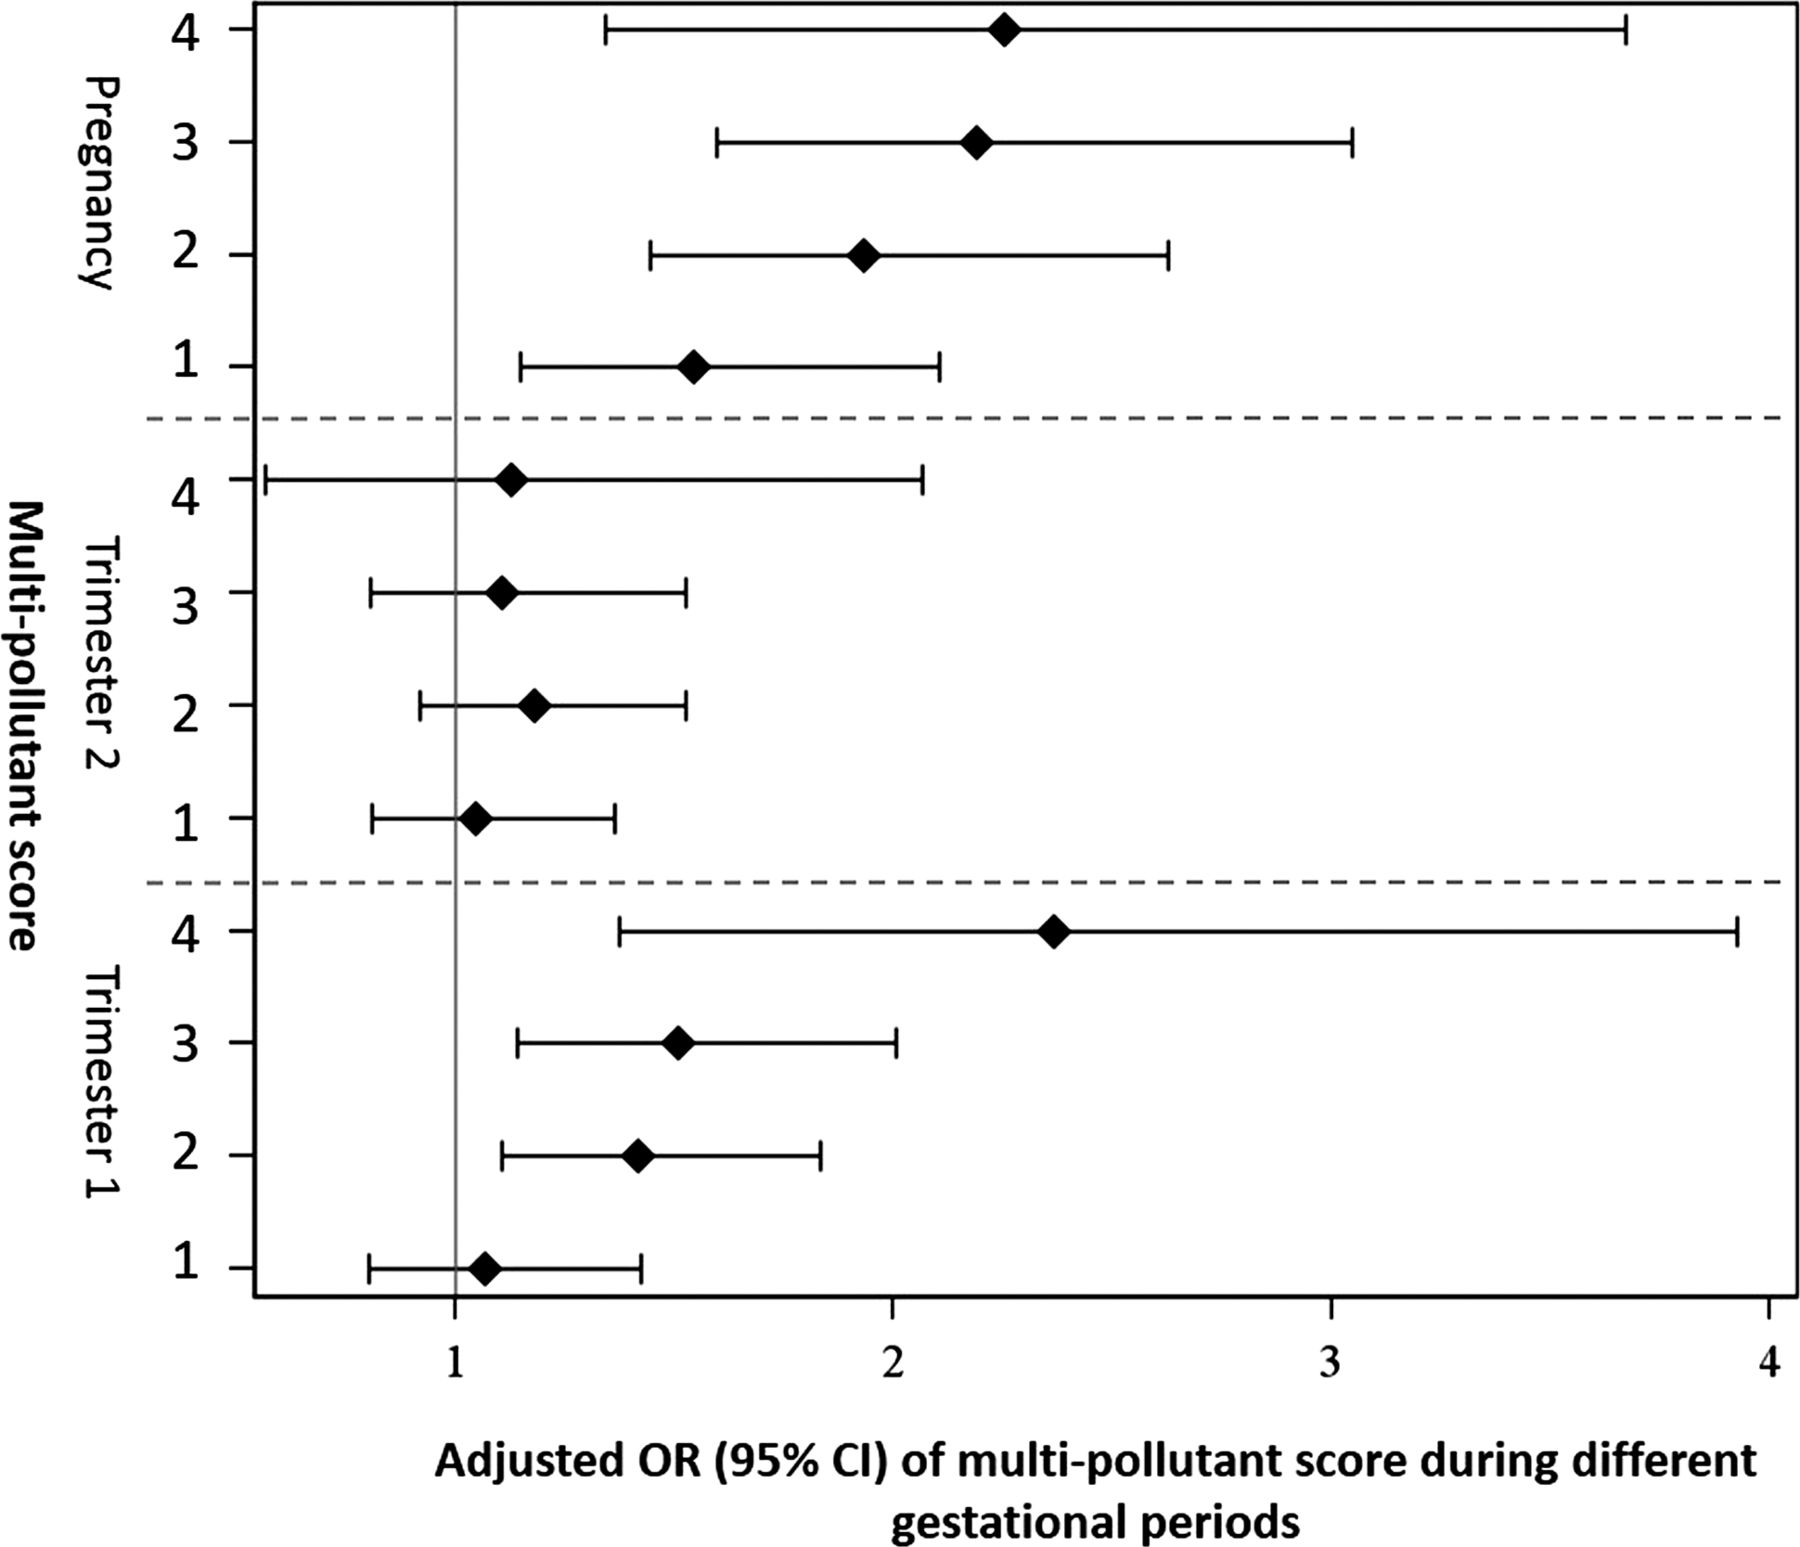 Multi-pollutant score
Pregnancy
4
3
2
1
Trimester 2
4
3
2
1
Trimester 1
4
3
2
1
1 2 3 4
Adjusted OR (95% CI) of multi-pollutant score during different
gestational periods